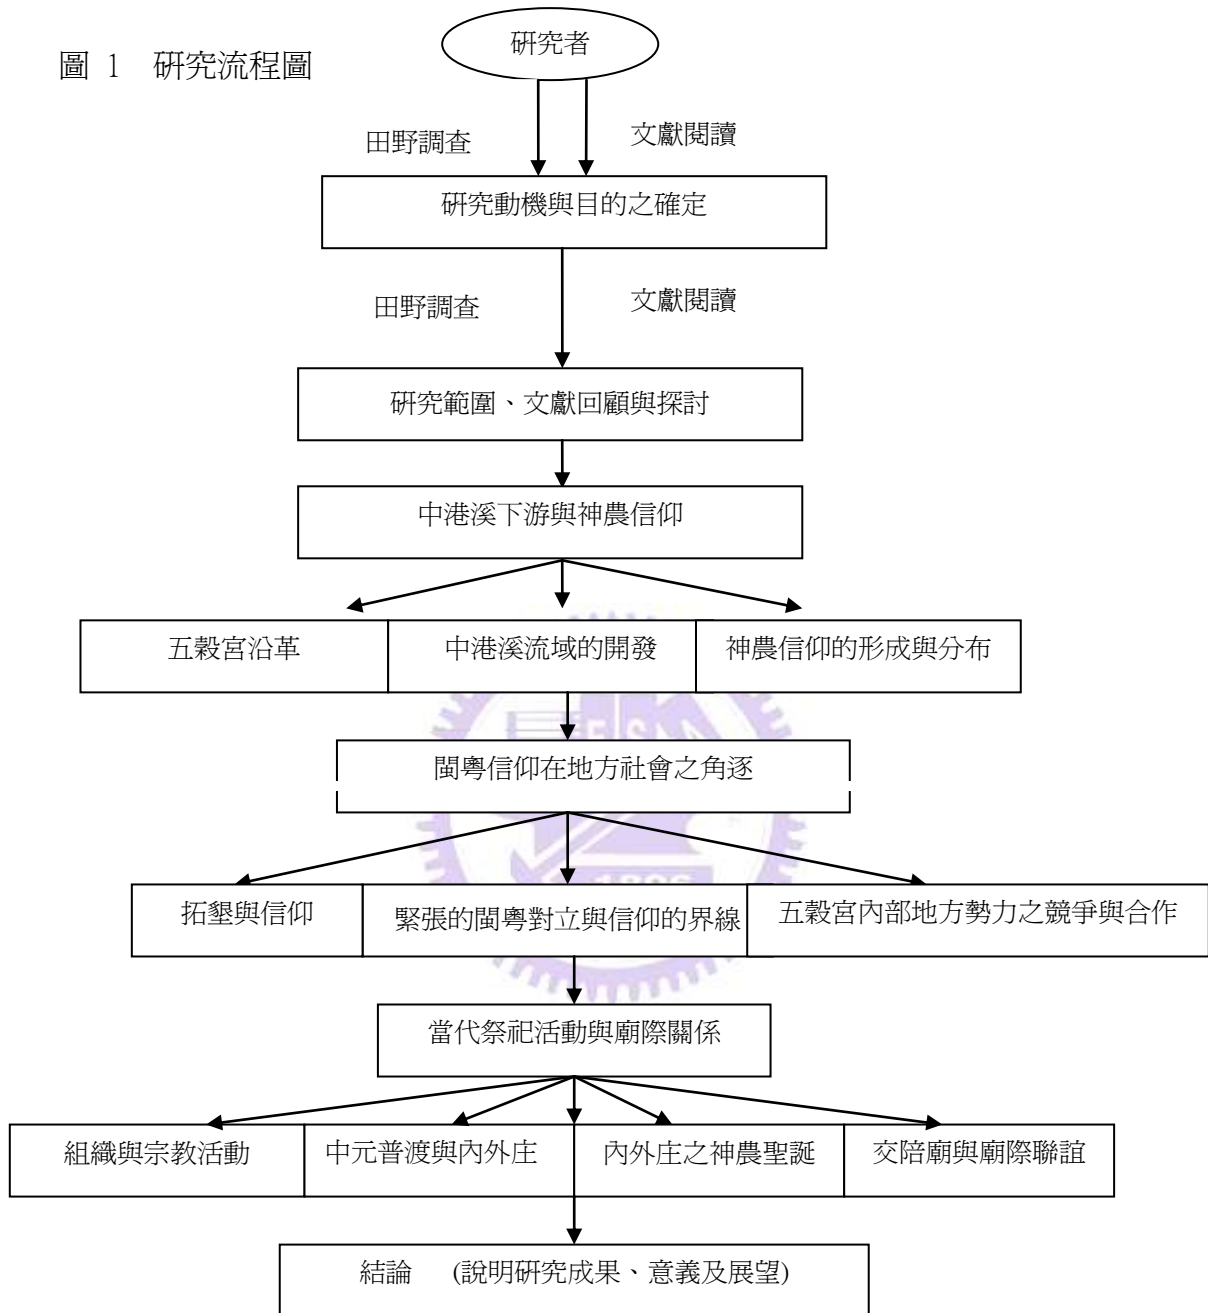 研究者
圖 1 研究流程圖
田野調查 文獻閱讀
研究動機與目的之確定
田野調查 文獻閱讀
研究範圍、文獻回顧與探討
中港溪下游與神農信仰
五穀宮沿革 中港溪流域的開發 神農信仰的形成與分布
閩粵信仰在地方社會之角逐
拓墾與信仰 緊張的閩粵對立與信仰的界線 五穀宮內部地方勢力之競爭與合作
當代祭祀活動與廟際關係
組織與宗教活動 中元普渡與內外庄 內外庄之神農聖誕 交陪廟與廟際聯誼
結論 (說明研究成果、意義及展望)